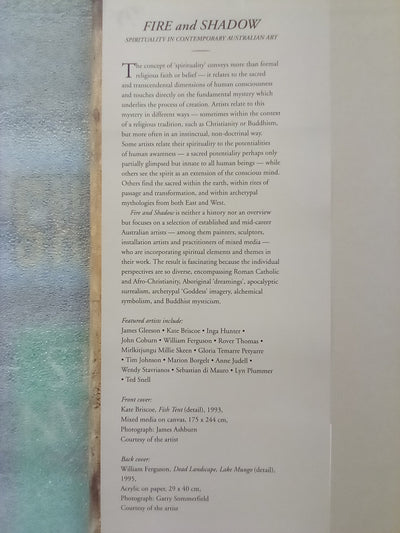 FIRE and SHADOW
SPIRITUALITY IN CONTEMPORARY AUSTRALIAN ART
The concept of 'spirituality' conveys more than formal
religious faith or belief — it relates to the sacred
and transcendental dimensions of human consciousness
and touches directly on the fundamental mystery which
underlies the process of creation. Artists relate to this
mystery in different ways — sometimes within the context
of a religious tradition, such as Christianity or Buddhism,
but more often in an instinctual, non-doctrinal way.
Some artists relate their spirituality to the potentialities
of human awareness — a sacred potentiality perhaps only
partially glimpsed but innate to all human beings — while
others see the spirit as an extension of the conscious mind.
Others find the sacred within the earth, within rites of
passage and transformation, and within archetypal
mythologies from both East and West.
Fire and Shadow is neither a history nor an overview
but focuses on a selection of established and mid-career
Australian artists — among them painters, sculptors,
installation artists and practitioners of mixed media —
who are incorporating spiritual elements and themes in
their work. The result is fascinating because the individual
perspectives are so diverse, encompassing Roman Catholic
and Afro-Christianity, Aboriginal 'dreamings', apocalyptic
surrealism, archetypal 'Goddess' imagery, alchemical
symbolism, and Buddhist mysticism.
Featured artists include:
James Gleeson • Kate Briscoe • Inga Hunter •
John Coburn • William Ferguson • Rover Thomas •
Mirlkitjungu Millie Skeen • Gloria Temarre Petyarre
• Tim Johnson • Marion Borgelt • Anne Judell •
Wendy Stavrianos • Sebastian di Mauro • Lyn Plummer
• Ted Snell
Front cover:
Kate Briscoe, Fish Tent (detail), 1993,
Mixed media on canvas, 175 x 244 cm,
Photograph: James Ashburn
Courtesy of the artist
Back cover:
William Ferguson, Dead Landscape, Lake Mungo (detail),
1995,
Acrylic on paper, 29 x 40 cm,
Photograph: Garry Sommerfield
Courtesy of the artist